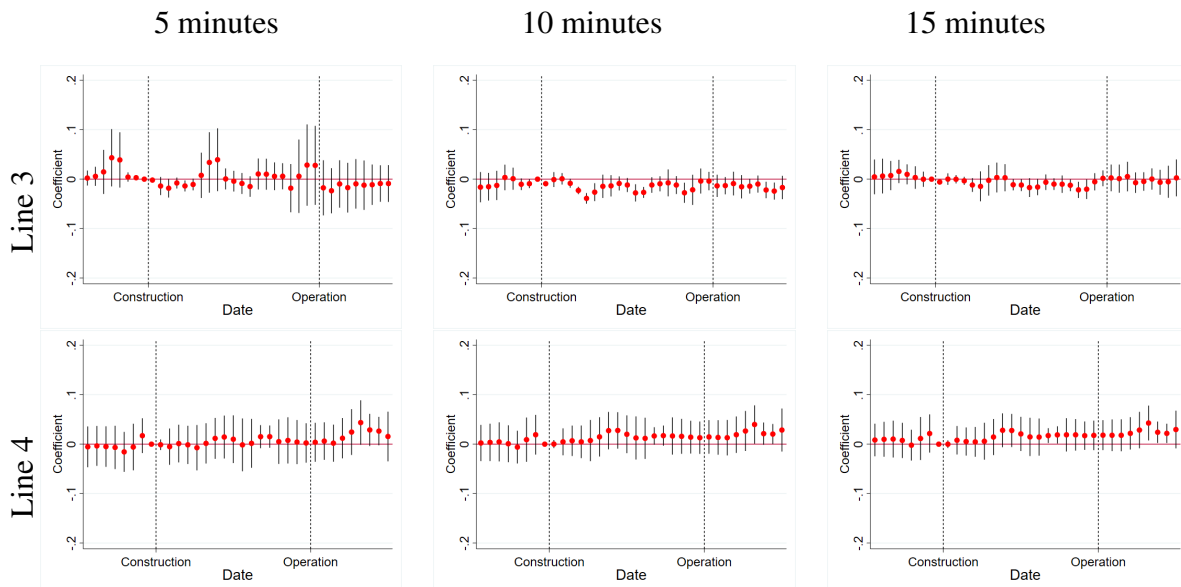 5 minutes
10 minutes
15 minutes
Line 3
Coefficient
.2
.1
0
-.1
-.2
Construction
Operation
Date
Coefficient
.2
.1
0
-.1
-.2
Construction
Operation
Date
Coefficient
.2
.1
0
-.1
-.2
Construction
Operation
Date
Line 4
Coefficient
.2
.1
0
-.1
-.2
Construction
Operation
Date
Coefficient
.2
.1
0
-.1
-.2
Construction
Operation
Date
Coefficient
.2
.1
0
-.1
-.2
Construction
Operation
Date